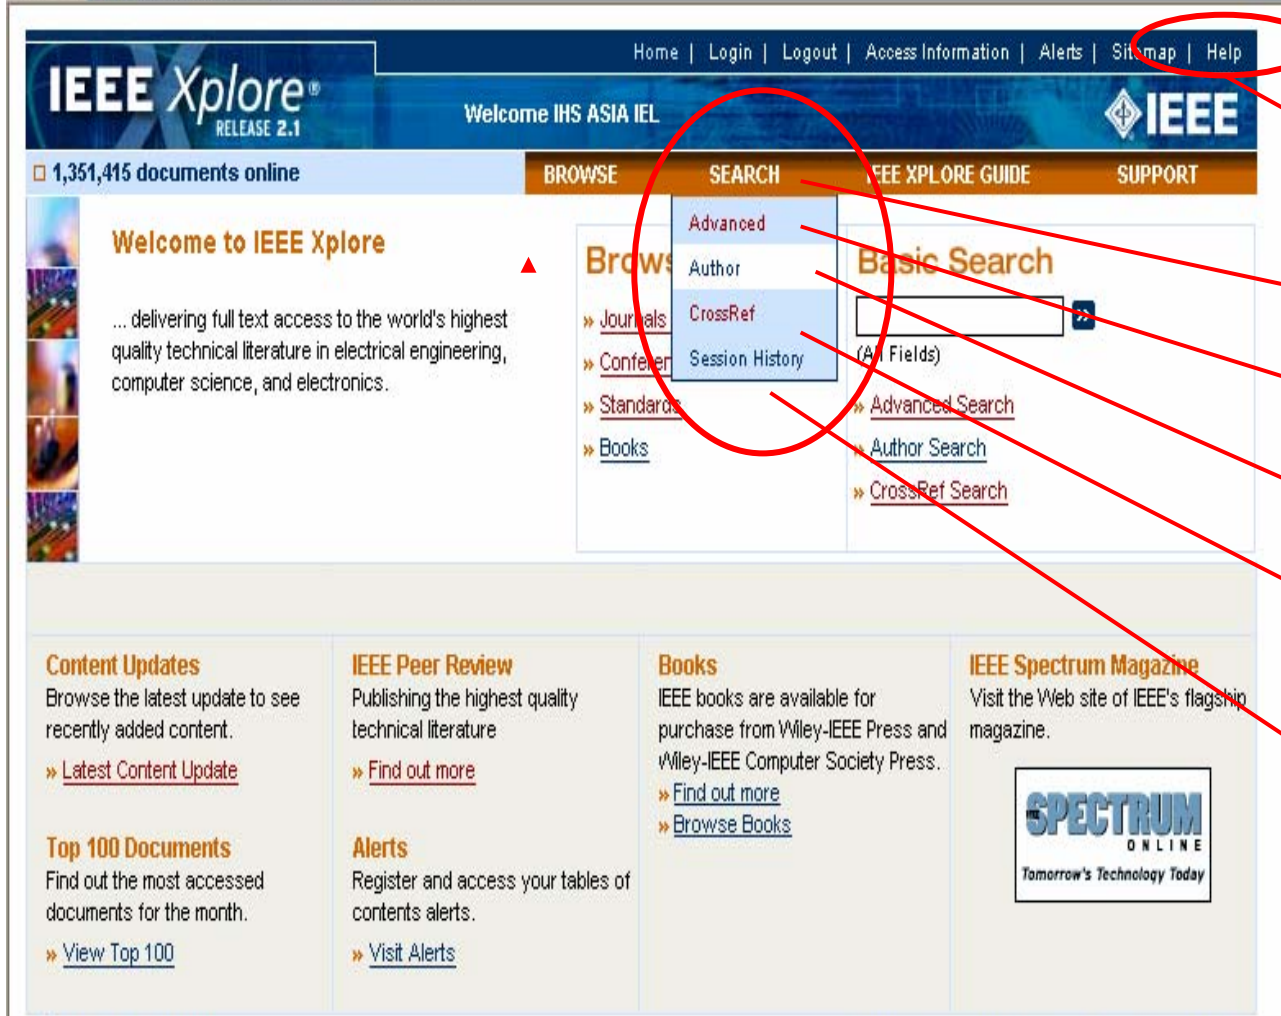 Home | Login | Logout | Access Information | Alerts | Sitemap | Help
IEEE Xplore®
RELEASE 2.1
Welcome IHS ASIA IEL
IEEE
1,351,415 documents online
BROWSE SEARCH IEEE XPLORE GUIDE SUPPORT
Advanced
Author
CrossRef
Session History
Welcome to IEEE Xplore
... delivering full text access to the world's highest
quality technical literature in electrical engineering,
computer science, and electronics.
Brows
» Journals
» Conferen
» Standards
» Books
Basic Search
»
(All Fields)
» Advanced Search
» Author Search
» CrossRef Search
Content Updates
Browse the latest update to see
recently added content.
» Latest Content Update
Top 100 Documents
Find out the most accessed
documents for the month.
» View Top 100
IEEE Peer Review
Publishing the highest quality
technical literature
» Find out more
Alerts
Register and access your tables of
contents alerts.
» Visit Alerts
Books
IEEE books are available for
purchase from Wiley-IEEE Press and
Wiley-IEEE Computer Society Press.
» Find out more
» Browse Books
IEEE Spectrum Magazine
Visit the Web site of IEEE's flagship
magazine.
IEEE SPECTRUM
ONLINE
Tomorrow's Technology Today